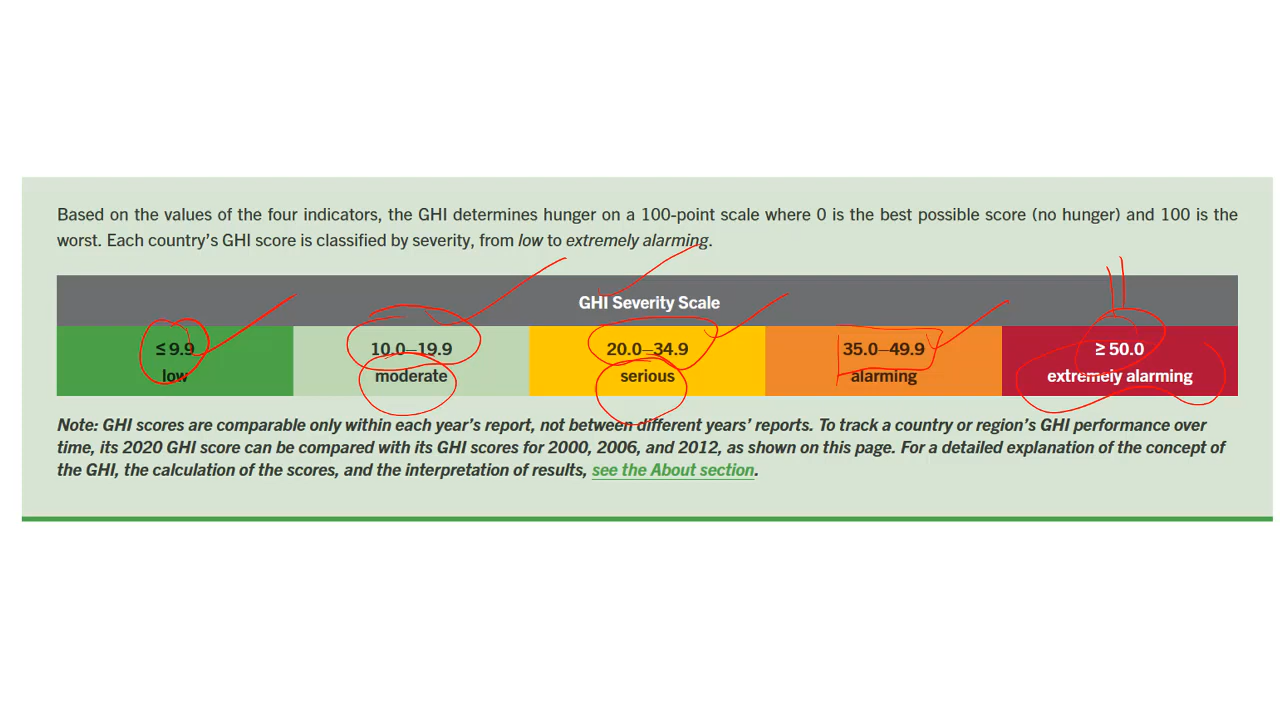 Based on the values of the four indicators, the GHI determines hunger on a 100-point scale where 0 is the best possible score (no hunger) and 100 is the
worst. Each country's GHI score is classified by severity, from low to extremely alarming.
GHI Severity Scale
≤ 9.9 10.0–19.9 20.0–34.9 35.0–49.9 ≥ 50.0
low moderate serious alarming extremely alarming
Note: GHI scores are comparable only within each year's report, not between different years' reports. To track a country or region's GHI performance over
time, its 2020 GHI score can be compared with its GHI scores for 2000, 2006, and 2012, as shown on this page. For a detailed explanation of the concept of
the GHI, the calculation of the scores, and the interpretation of results, see the About section.